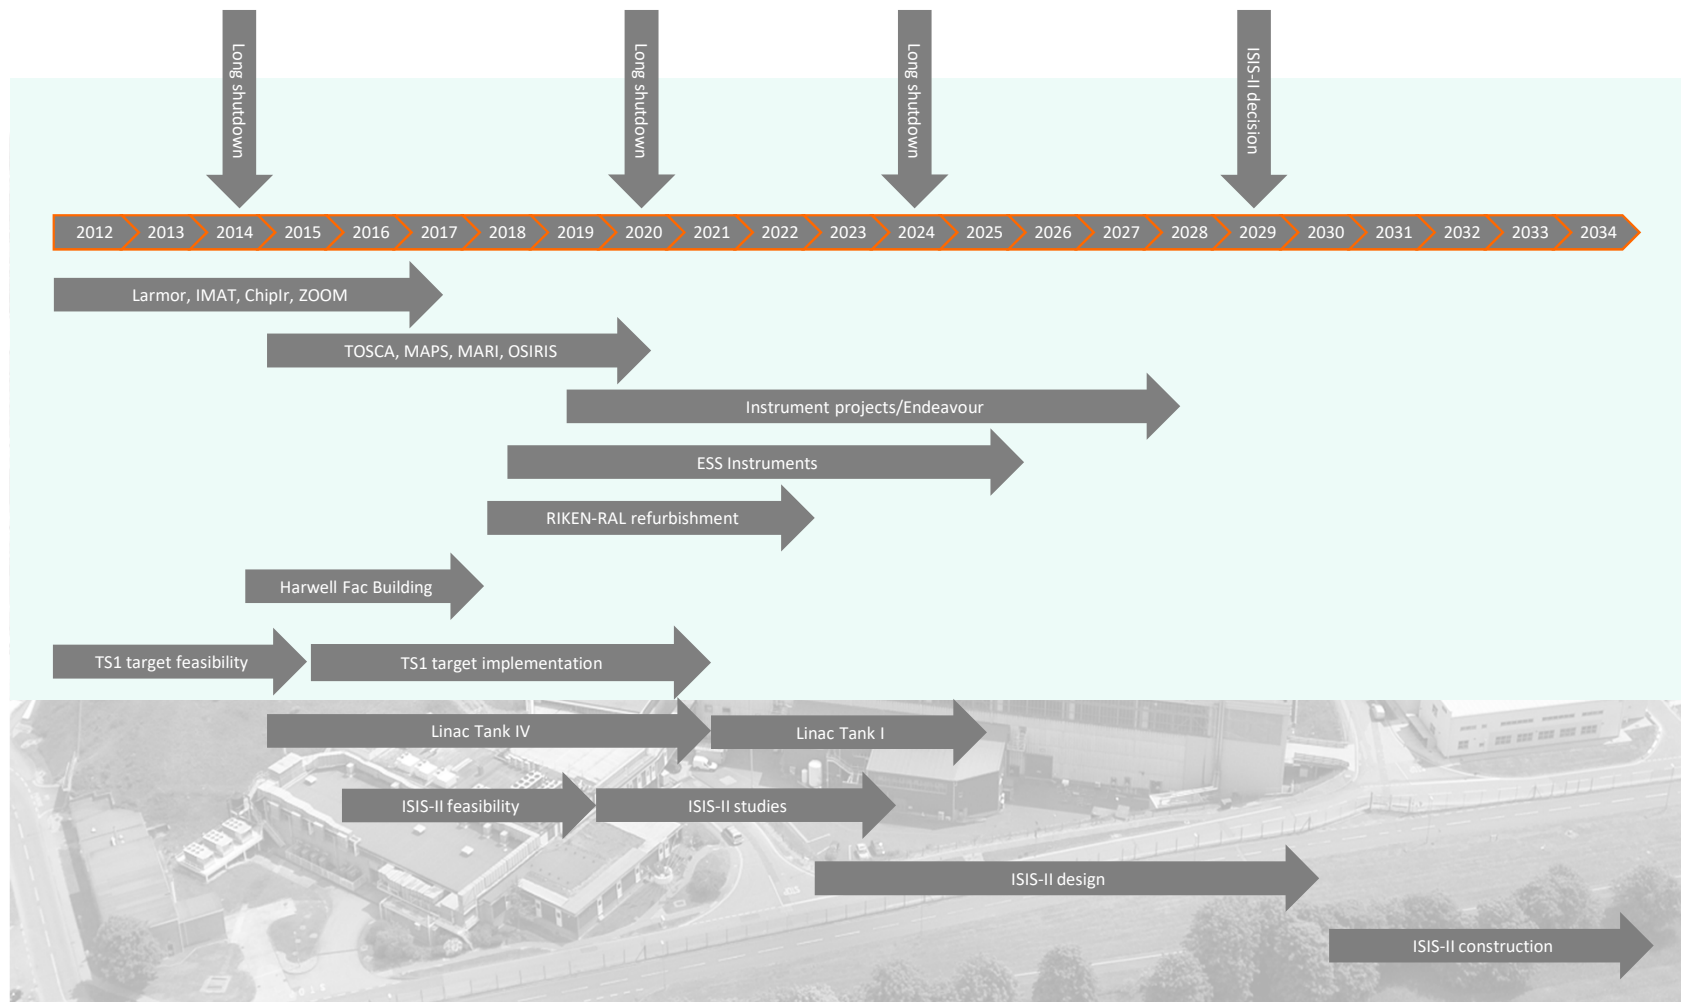 Long shutdown
Long shutdown
Long shutdown
ISIS-II decision
2012 2013 2014 2015 2016 2017 2018 2019 2020 2021 2022 2023 2024 2025 2026 2027 2028 2029 2030 2031 2032 2033 2034
Larmor, IMAT, ChipIr, ZOOM
TOSCA, MAPS, MARI, OSIRIS
Instrument projects/Endeavour
ESS Instruments
RIKEN-RAL refurbishment
Harwell Fac Building
TS1 target feasibility
TS1 target implementation
Linac Tank IV
Linac Tank I
ISIS-II feasibility
ISIS-II studies
ISIS-II design
ISIS-II construction